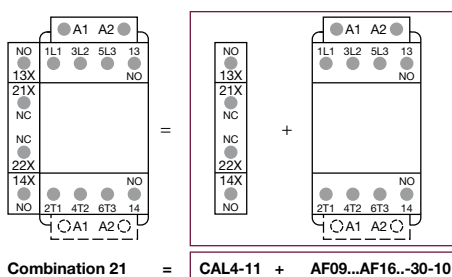 A1 A2
NO 1L1 3L2 5L3 13
13X NO
21X
NC
NC
22X
14X NO
NO 2T1 4T2 6T3 14
A1 A2
=
NO
13X
21X
NC
NC
22X
14X
NO
+
A1 A2
1L1 3L2 5L3 13
NO
NO
2T1 4T2 6T3 14
A1 A2
Combination 21 = CAL4-11 + AF09...AF16..-30-10